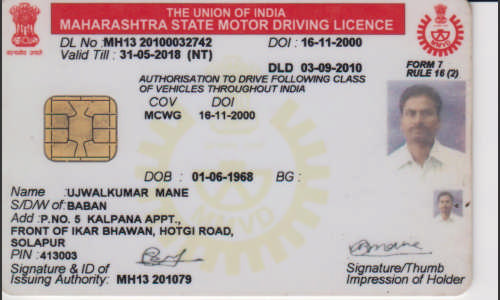 THE UNION OF INDIA
MAHARASHTRA STATE MOTOR DRIVING LICENCE
DL No :MH13 20100032742 DOI : 16-11-2000
Valid Till : 31-05-2018 (NT)
DLD 03-09-2010
FORM 7
RULE 16 (2)
AUTHORISATION TO DRIVE FOLLOWING CLASS
OF VEHICLES THROUGHOUT INDIA
COV DOI
MCWG 16-11-2000
DOB : 01-06-1968 BG :
Name :UJWALKUMAR MANE
S/D/W of:BABAN
Add :P.NO. 5 KALPANA APPT.,
FRONT OF IKAR BHAWAN, HOTGI ROAD,
SOLAPUR
PIN :413003
Signature & ID of
Issuing Authority: MH13 201079
Signature/Thumb
Impression of Holder